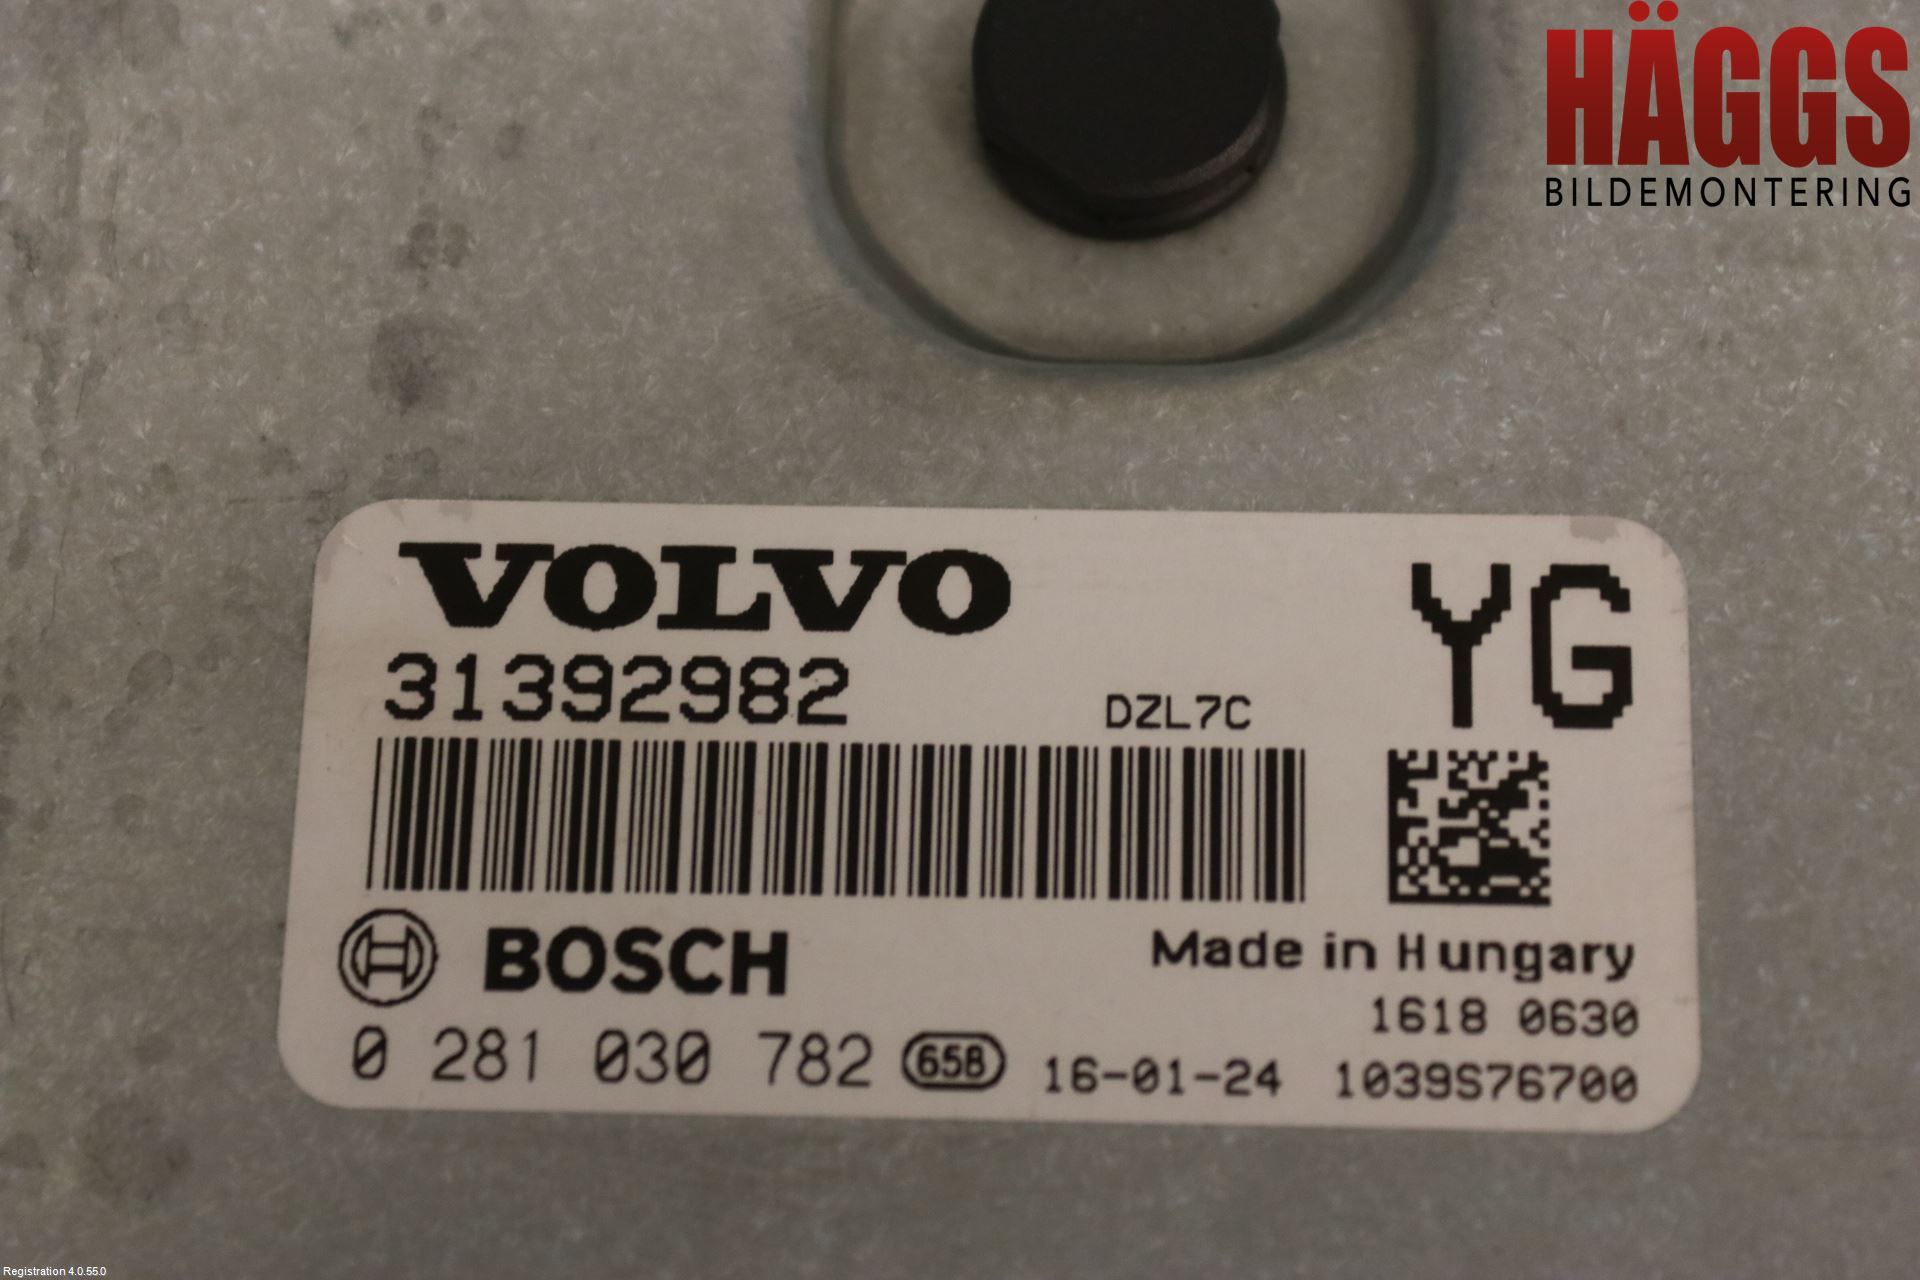 HÄGGS
BILDEMONTERING
VOLVO
YG
31392982
DZL7C
BOSCH
Made in Hungary
1618 0630
0 281 030 782 658 16-01-24 1039S76700
Registration 4.0.55.0